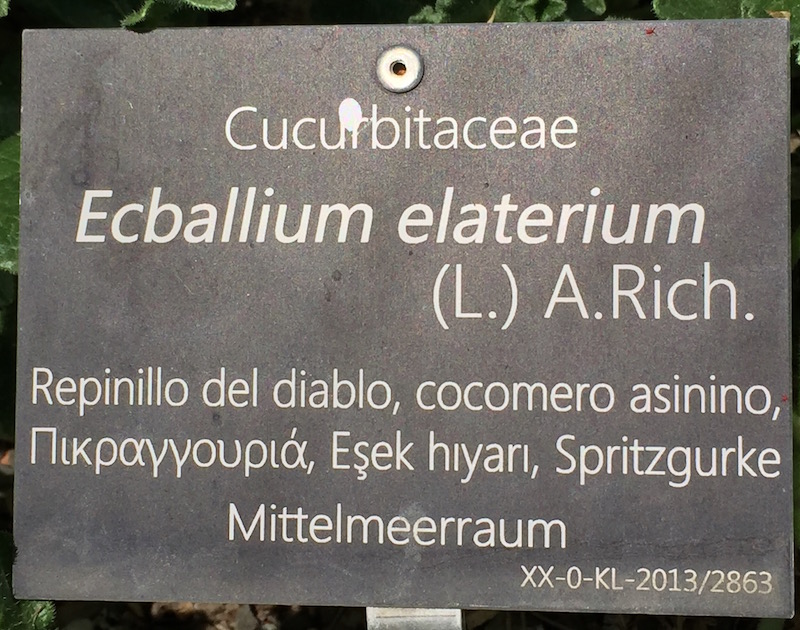 Cucurbitaceae
Ecballium elaterium
(L.) A.Rich.
Repinillo del diablo, cocomero asinino,
Πικραγγουριά, Eşek hıyarı, Spritzgurke
Mittelmeerraum
XX-0-KL-2013/2863